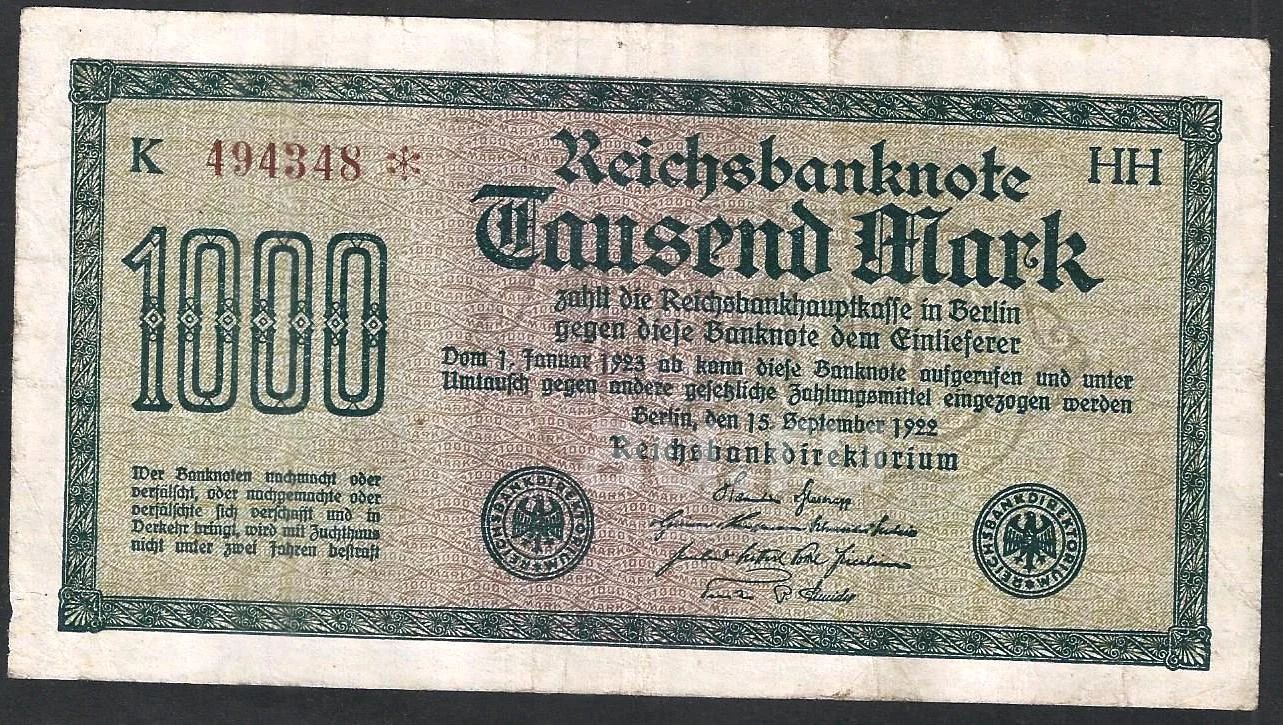 K 494348 *
HH
Reichsbanknote
Tausend Mark
1000
zahlt die Reichsbankhauptkasse in Berlin
gegen diese Banknote dem Einlieferer
Vom 1. Januar 1923 ab kann diese Banknote aufgerufen und unter
Umtausch gegen andere gesetzliche Zahlungsmittel eingezogen werden
Berlin, den 15. September 1922
Reichsbankdirektorium
Wer Banknoten nachmacht oder
verfälscht, oder nachgemachte oder
verfälschte sich verschafft und in
Verkehr bringt, wird mit Zuchthaus
nicht unter zwei Jahren bestraft
REICHSBANKDIREKTORIUM
REICHSBANKDIREKTORIUM